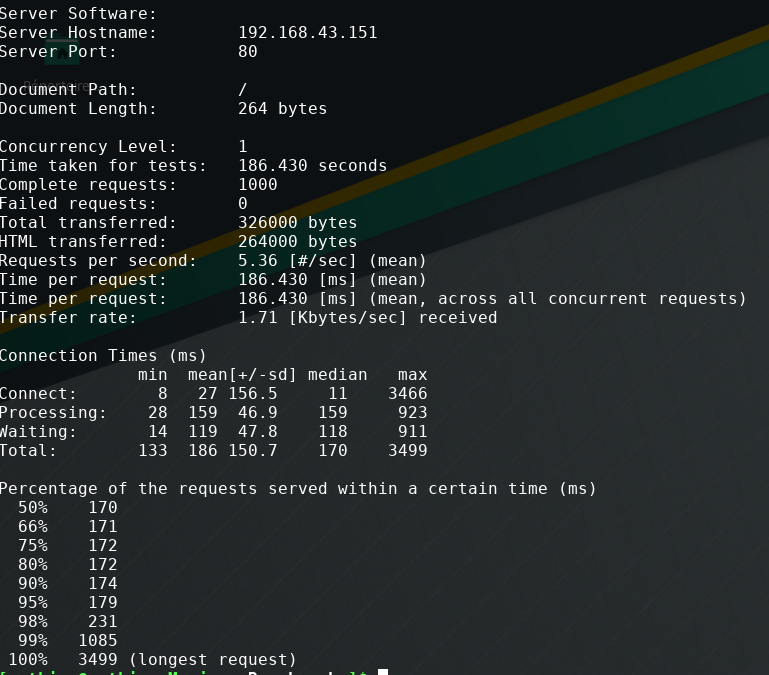 Server Software:
Server Hostname:        192.168.43.151
Server Port:            80
Répertoire
Document Path:          /
Document Length:        264 bytes
Concurrency Level:      1
Time taken for tests:   186.430 seconds
Complete requests:      1000
Failed requests:        0
Total transferred:      326000 bytes
HTML transferred:       264000 bytes
Requests per second:    5.36 [#/sec] (mean)
Time per request:       186.430 [ms] (mean)
Time per request:       186.430 [ms] (mean, across all concurrent requests)
Transfer rate:          1.71 [Kbytes/sec] received
Connection Times (ms)
              min  mean[+/-sd] median   max
Connect:        8   27 156.5     11    3466
Processing:    28  159  46.9    159     923
Waiting:       14  119  47.8    118     911
Total:        133  186 150.7    170    3499
Percentage of the requests served within a certain time (ms)
  50%    170
  66%    171
  75%    172
  80%    172
  90%    174
  95%    179
  98%    231
  99%   1085
 100%   3499 (longest request)